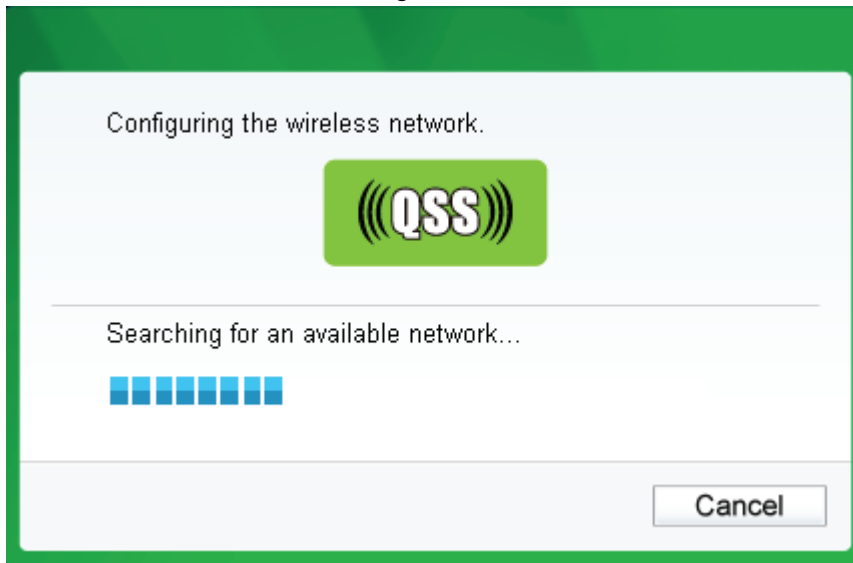 Configuring the wireless network.
QSS
Searching for an available network...
Cancel